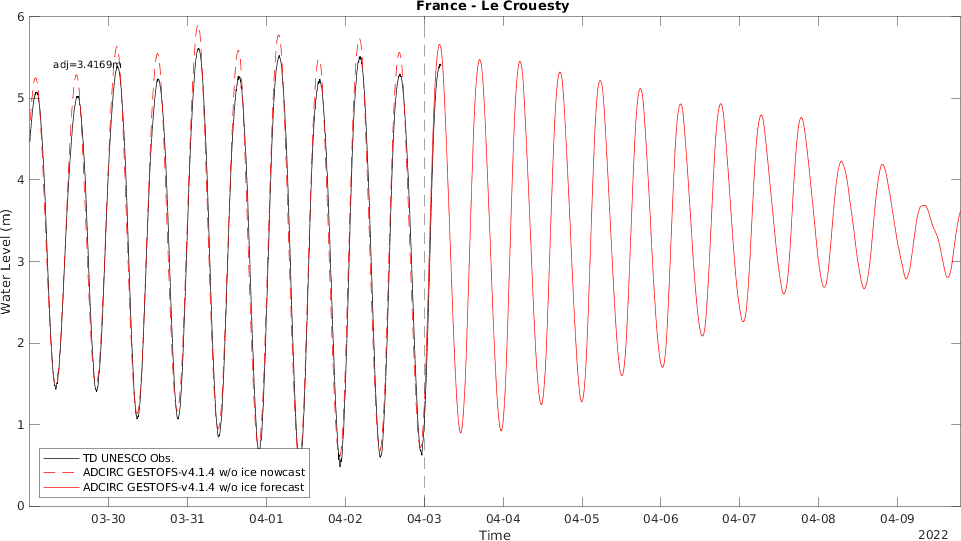 France - Le Crouesty
6
adj=3.4169m
5
4
3
2
1
0
Water Level (m)
TD UNESCO Obs.
ADCIRC GESTOFS-v4.1.4 w/o ice nowcast
ADCIRC GESTOFS-v4.1.4 w/o ice forecast
03-30 03-31 04-01 04-02 04-03 04-04 04-05 04-06 04-07 04-08 04-09
Time
2022